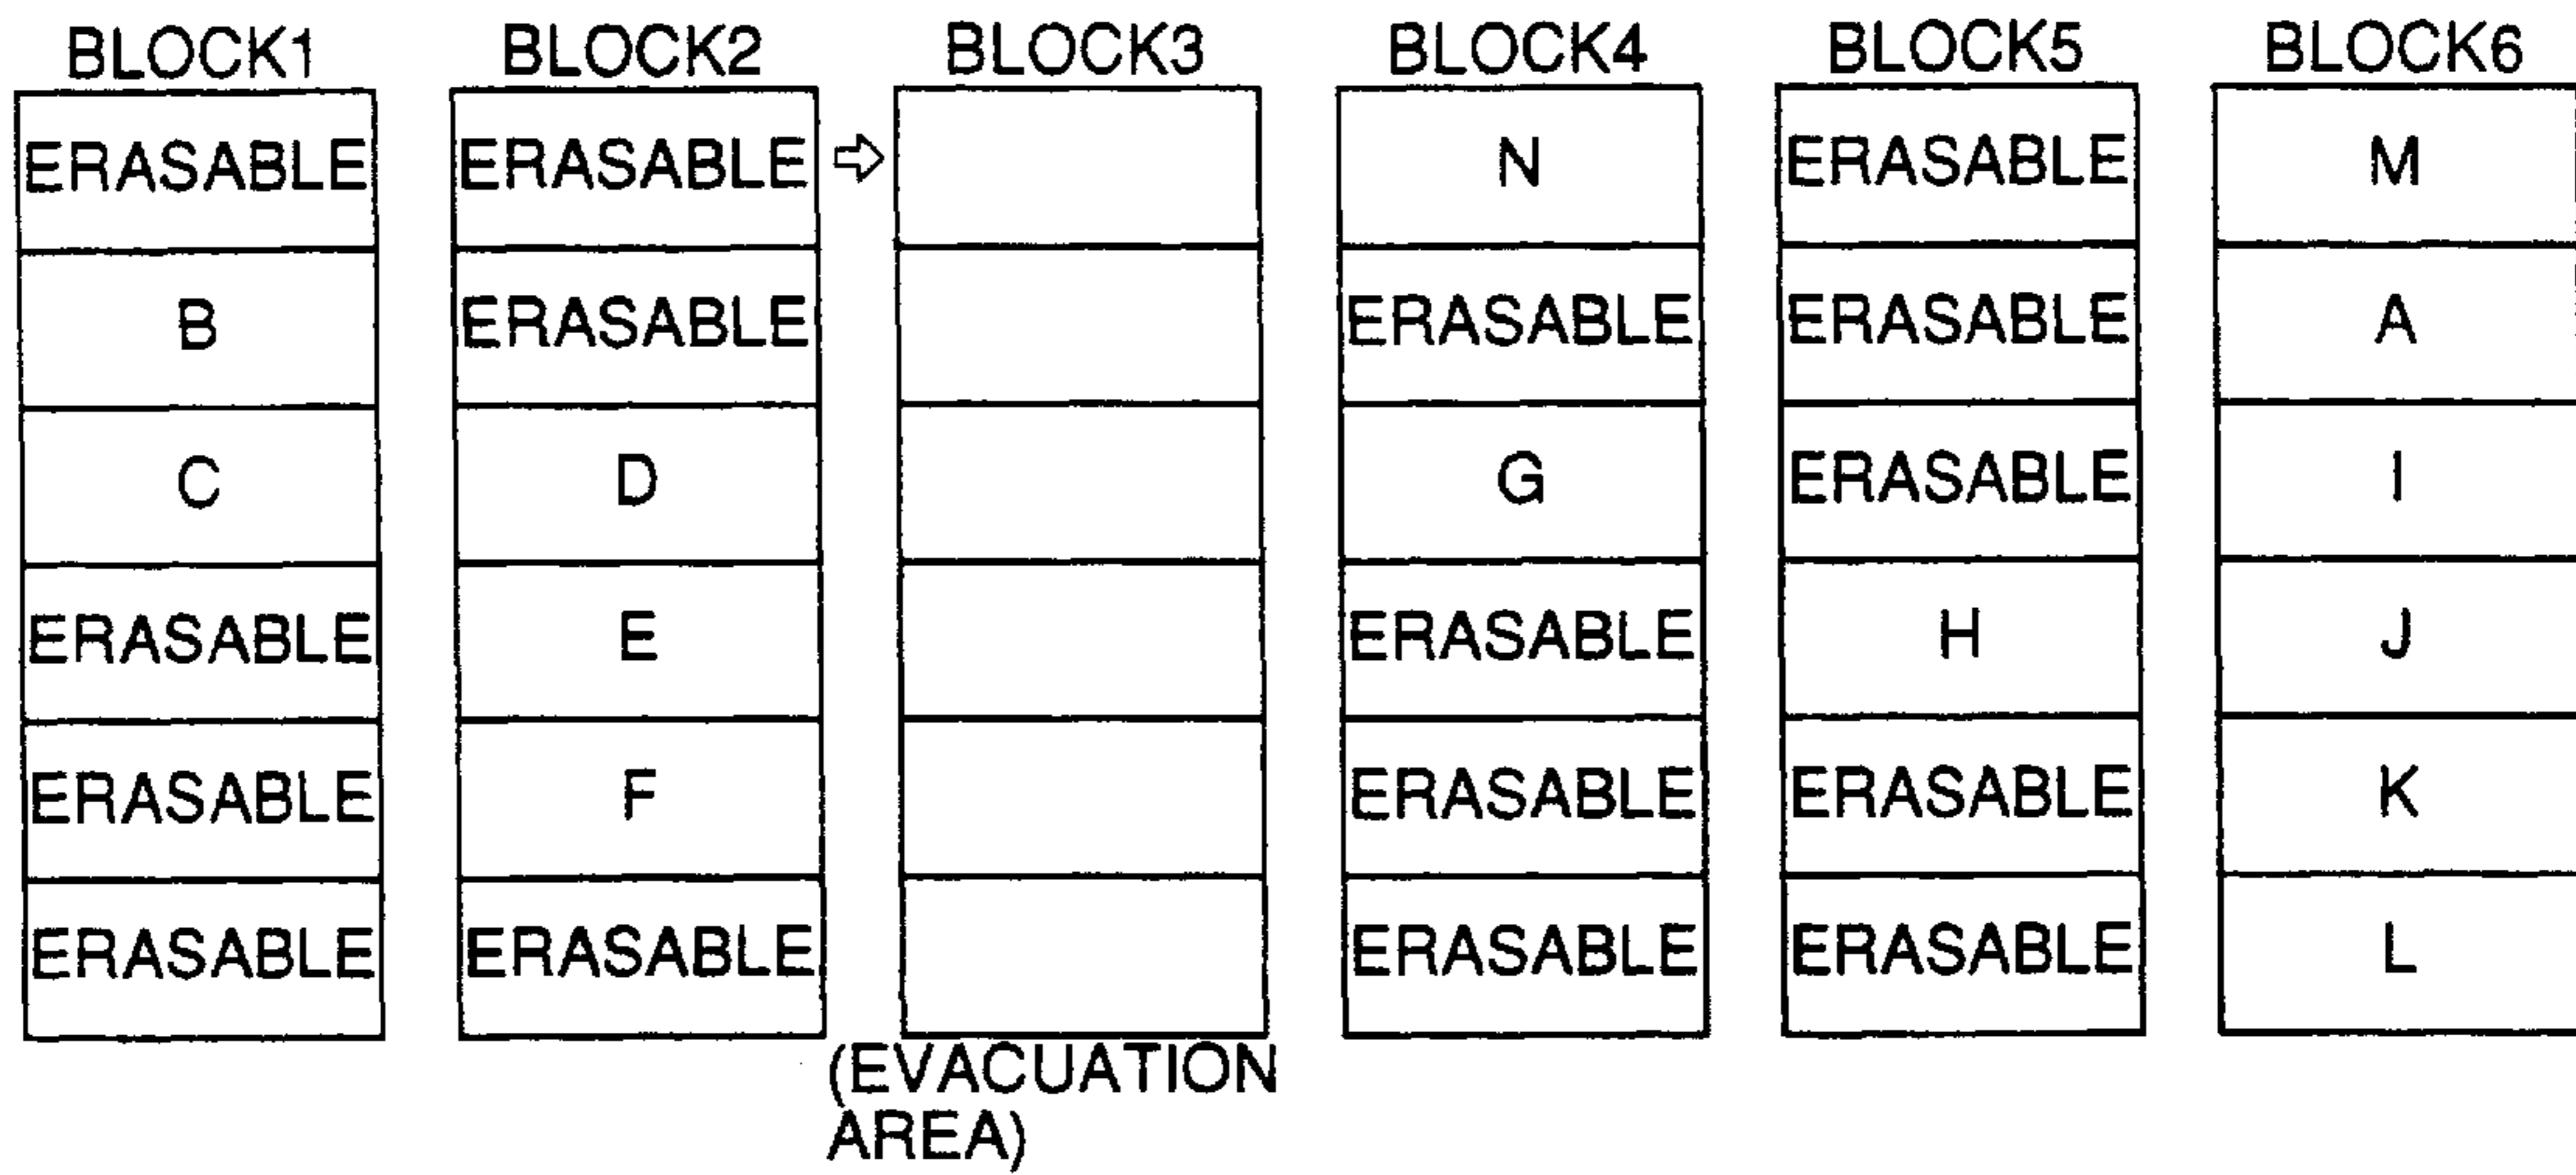 BLOCK1 BLOCK2 BLOCK3 BLOCK4 BLOCK5 BLOCK6
ERASABLE ERASABLE N ERASABLE M
B ERASABLE ERASABLE ERASABLE A
C D G ERASABLE I
ERASABLE E ERASABLE H J
ERASABLE F ERASABLE ERASABLE K
ERASABLE ERASABLE ERASABLE ERASABLE L
(EVACUATION
AREA)